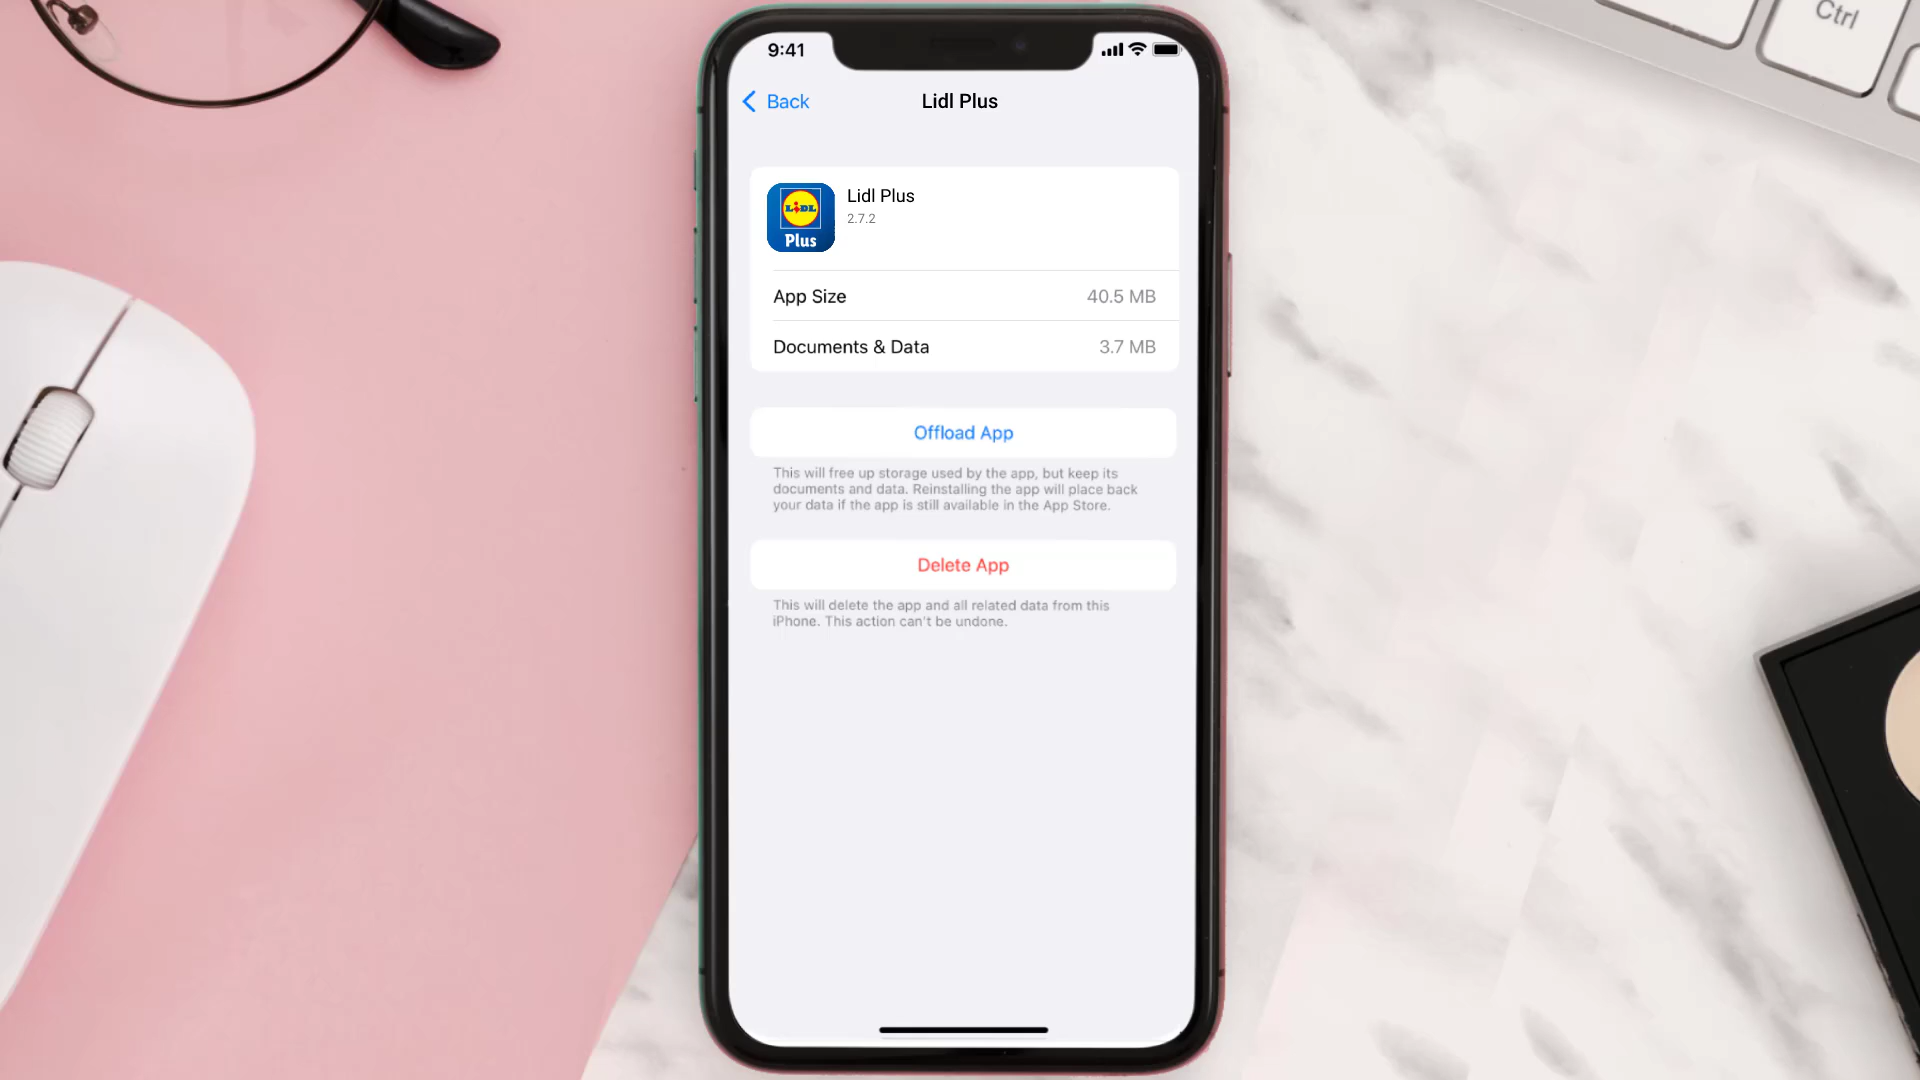 Ctrl
9:41
Back
Lidl Plus
LIDL
Plus
Lidl Plus
2.7.2
App Size
40.5 MB
Documents & Data
3.7 MB
Offload App
This will free up storage used by the app, but keep its
documents and data. Reinstalling the app will place back
your data if the app is still available in the App Store.
Delete App
This will delete the app and all related data from this
iPhone. This action can't be undone.